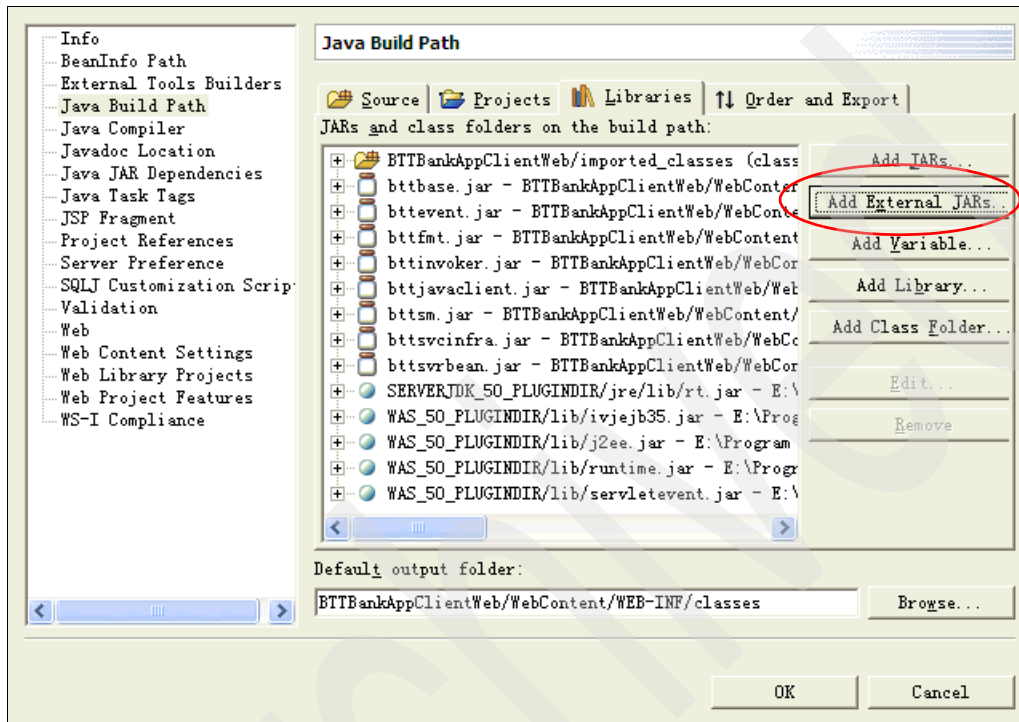 Info
BeanInfo Path
External Tools Builders
Java Build Path
Java Compiler
Javadoc Location
Java JAR Dependencies
Java Task Tags
JSP Fragment
Project References
Server Preference
SQLJ Customization Scrip
Validation
Web
Web Content Settings
Web Library Projects
Web Project Features
WS-I Compliance
Java Build Path
Source Projects Libraries Order and Export
JARs and class folders on the build path:
BTTBankAppClientWeb/imported_classes (class
bttbase.jar - BTTBankAppClientWeb/WebConter
bttevent.jar - BTTBankAppClientWeb/WebConte
bttfmt.jar - BTTBankAppClientWeb/WebContent
bttinvoker.jar - BTTBankAppClientWeb/WebCor
bttjavaclient.jar - BTTBankAppClientWeb/Web
bttsm.jar - BTTBankAppClientWeb/WebContent/
bttsvcinfra.jar - BTTBankAppClientWeb/WebCc
bttsvrbean.jar - BTTBankAppClientWeb/WebCor
SERVERJDK_50_PLUGINDIR/jre/lib/rt.jar - E:\
WAS_50_PLUGINDIR/lib/ivjejb35.jar - E:\Prog
WAS_50_PLUGINDIR/lib/j2ee.jar - E:\Program
WAS_50_PLUGINDIR/lib/runtime.jar - E:\Progr
WAS_50_PLUGINDIR/lib/servletevent.jar - E:\
Add JARs...
Add External JARs..
Add Variable...
Add Library...
Add Class Folder...
Edit...
Remove
Default output folder:
BTTBankAppClientWeb/WebContent/WEB-INF/classes
Browse...
OK
Cancel